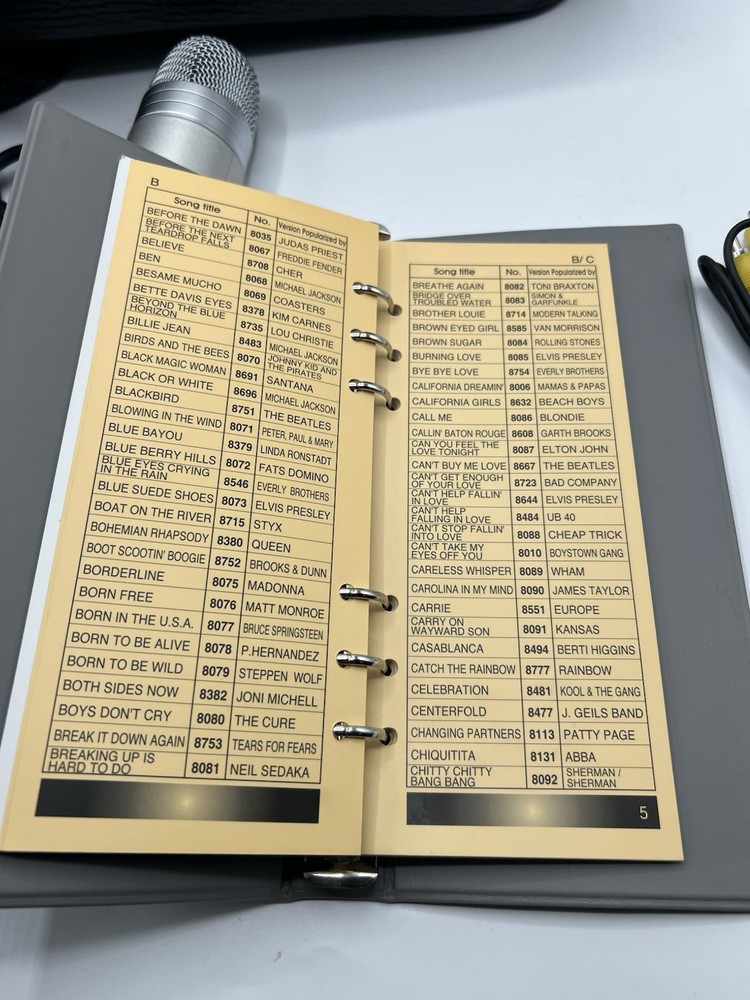 B
Song title No. Version Popularized by
BEFORE THE DAWN 8035 JUDAS PRIEST
BEFORE THE NEXT
TEARDROP FALLS 8067 FREDDIE FENDER
BELIEVE 8708 CHER
BEN 8068 MICHAEL JACKSON
BESAME MUCHO 8069 COASTERS
BETTE DAVIS EYES 8378 KIM CARNES
BEYOND THE BLUE
HORIZON 8735 LOU CHRISTIE
BILLIE JEAN 8483 MICHAEL JACKSON
BIRDS AND THE BEES 8070 JOHNNY KID AND
THE PIRATES
BLACK MAGIC WOMAN 8691 SANTANA
BLACK OR WHITE 8696 MICHAEL JACKSON
BLACKBIRD 8751 THE BEATLES
BLOWING IN THE WIND 8071 PETER, PAUL & MARY
BLUE BAYOU 8379 LINDA RONSTADT
BLUE BERRY HILLS 8072 FATS DOMINO
BLUE EYES CRYING
IN THE RAIN 8546 EVERLY BROTHERS
BLUE SUEDE SHOES 8073 ELVIS PRESLEY
BOAT ON THE RIVER 8715 STYX
BOHEMIAN RHAPSODY 8380 QUEEN
BOOT SCOOTIN' BOOGIE 8752 BROOKS & DUNN
BORDERLINE 8075 MADONNA
BORN FREE 8076 MATT MONROE
BORN IN THE U.S.A. 8077 BRUCE SPRINGSTEEN
BORN TO BE ALIVE 8078 P.HERNANDEZ
BORN TO BE WILD 8079 STEPPEN WOLF
BOTH SIDES NOW 8382 JONI MICHELL
BOYS DON'T CRY 8080 THE CURE
BREAK IT DOWN AGAIN 8753 TEARS FOR FEARS
BREAKING UP IS
HARD TO DO 8081 NEIL SEDAKA
B/ C
Song title No. Version Popularized by
BREATHE AGAIN 8082 TONI BRAXTON
BRIDGE OVER
TROUBLED WATER 8083 SIMON &
GARFUNKLE
BROTHER LOUIE 8714 MODERN TALKING
BROWN EYED GIRL 8585 VAN MORRISON
BROWN SUGAR 8084 ROLLING STONES
BURNING LOVE 8085 ELVIS PRESLEY
BYE BYE LOVE 8754 EVERLY BROTHERS
CALIFORNIA DREAMIN' 8006 MAMAS & PAPAS
CALIFORNIA GIRLS 8632 BEACH BOYS
CALL ME 8086 BLONDIE
CALLIN' BATON ROUGE 8608 GARTH BROOKS
CAN YOU FEEL THE
LOVE TONIGHT 8087 ELTON JOHN
CAN'T BUY ME LOVE 8667 THE BEATLES
CAN'T GET ENOUGH
OF YOUR LOVE 8723 BAD COMPANY
CAN'T HELP FALLIN'
IN LOVE 8644 ELVIS PRESLEY
CAN'T HELP
FALLING IN LOVE 8484 UB 40
CAN'T STOP FALLIN'
INTO LOVE 8088 CHEAP TRICK
CAN'T TAKE MY
EYES OFF YOU 8010 BOYSTOWN GANG
CARELESS WHISPER 8089 WHAM
CAROLINA IN MY MIND 8090 JAMES TAYLOR
CARRIE 8551 EUROPE
CARRY ON
WAYWARD SON 8091 KANSAS
CASABLANCA 8494 BERTI HIGGINS
CATCH THE RAINBOW 8777 RAINBOW
CELEBRATION 8481 KOOL & THE GANG
CENTERFOLD 8477 J. GEILS BAND
CHANGING PARTNERS 8113 PATTY PAGE
CHIQUITITA 8131 ABBA
CHITTY CHITTY
BANG BANG 8092 SHERMAN /
SHERMAN
5